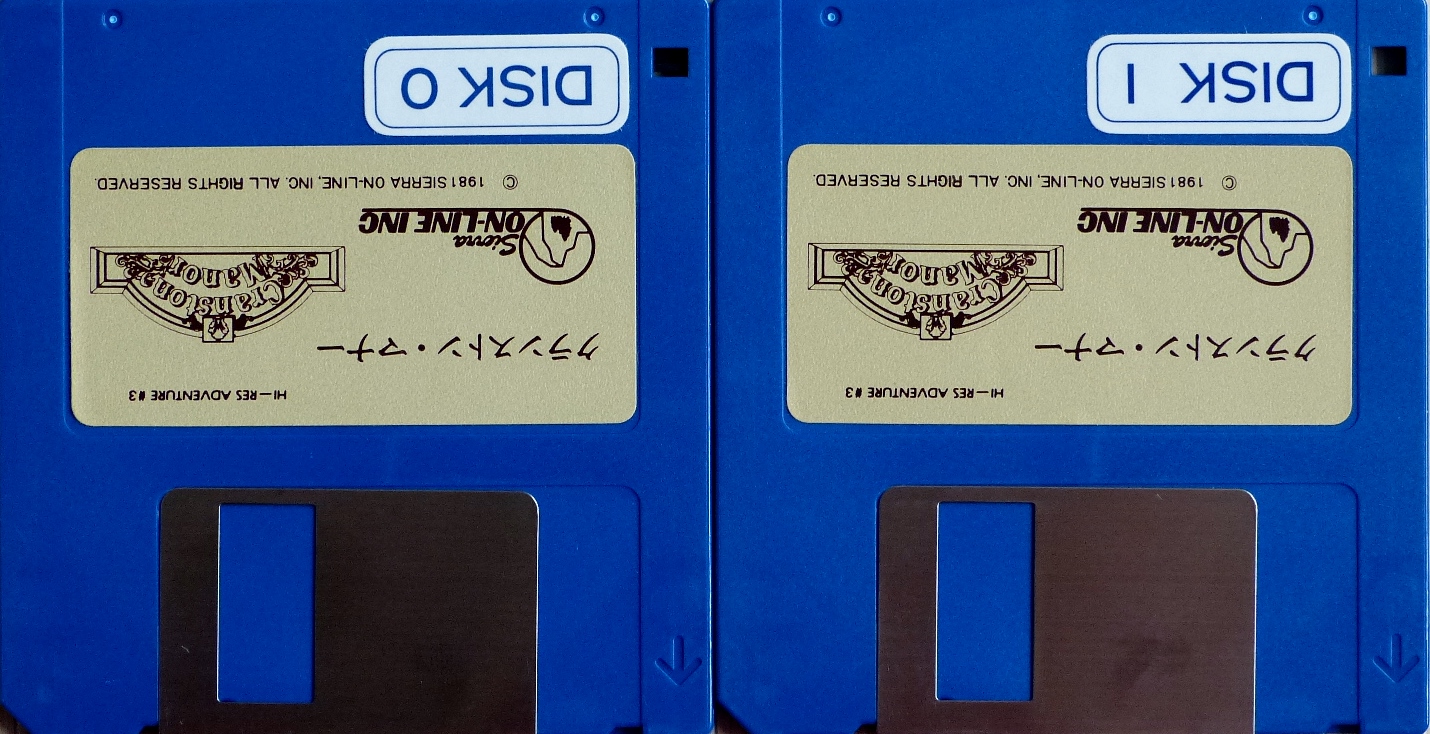 DISK 0
HI-RES ADVENTURE #3
クランストン・マナー
Cranston
Manor
Sierra
ON-LINE INC
© 1981 SIERRA ON-LINE, INC. ALL RIGHTS RESERVED.
DISK 1
HI-RES ADVENTURE #3
クランストン・マナー
Cranston
Manor
Sierra
ON-LINE INC
© 1981 SIERRA ON-LINE, INC. ALL RIGHTS RESERVED.